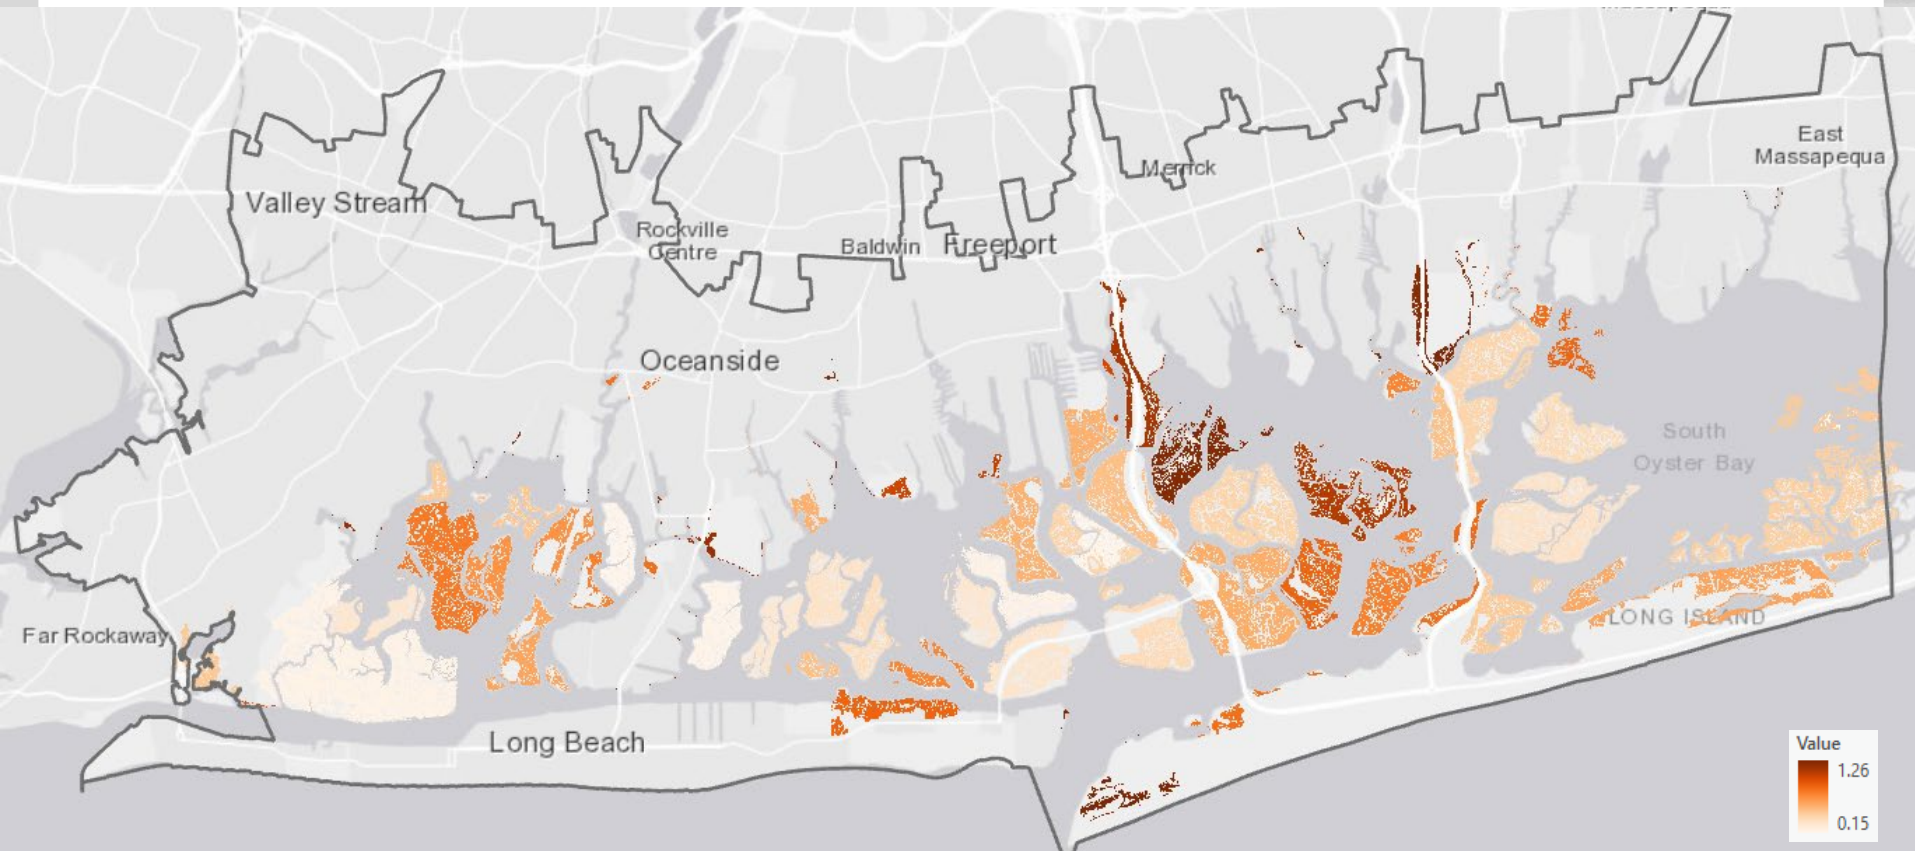 East
Massapequa
Merrick
Valley Stream
Rockville
Centre
Baldwin
Freeport
Oceanside
South
Oyster Bay
LONG ISLAND
Far Rockaway
Long Beach
Value
1.26
0.15